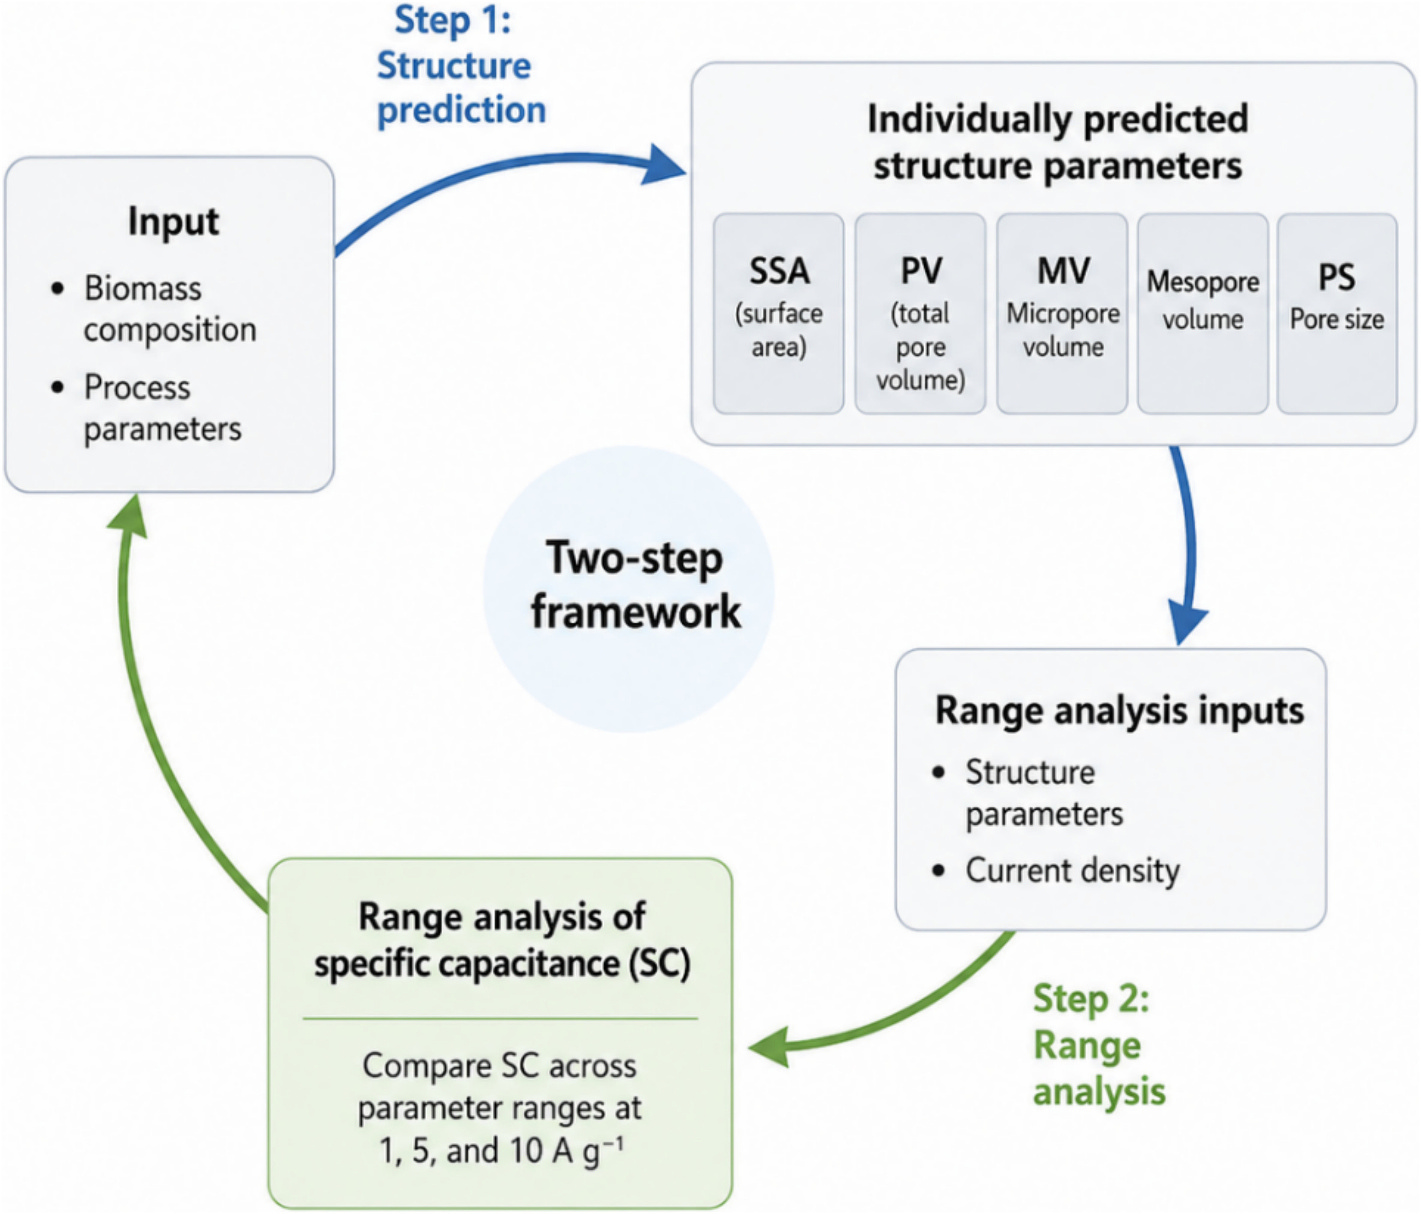 Step 1:
Structure
prediction
Individually predicted
structure parameters
SSA
(surface
area)
PV
(total
pore
volume)
MV
Micropore
volume
Mesopore
volume
PS
Pore size
Input
• Biomass
composition
• Process
parameters
Two-step
framework
Range analysis inputs
• Structure
parameters
• Current density
Step 2:
Range
analysis
Range analysis of
specific capacitance (SC)
Compare SC across
parameter ranges at
1, 5, and 10 A g⁻¹